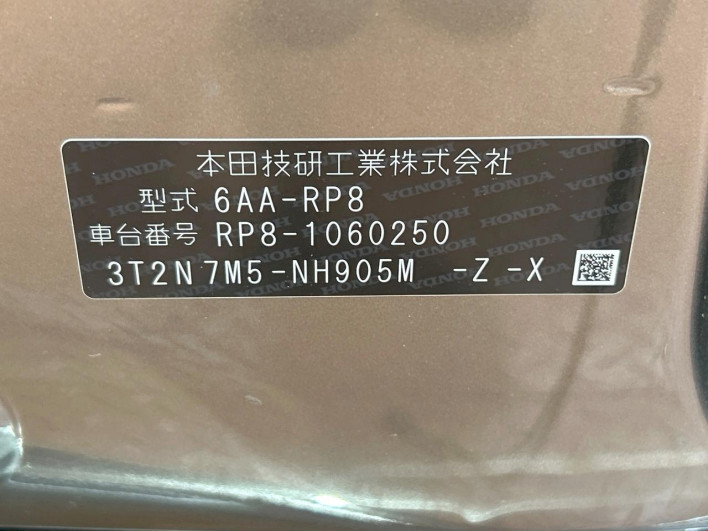 本田技研工業株式会社
型式 6AA-RP8
車台番号 RP8-1060250
3T2N7M5-NH905M -Z -X